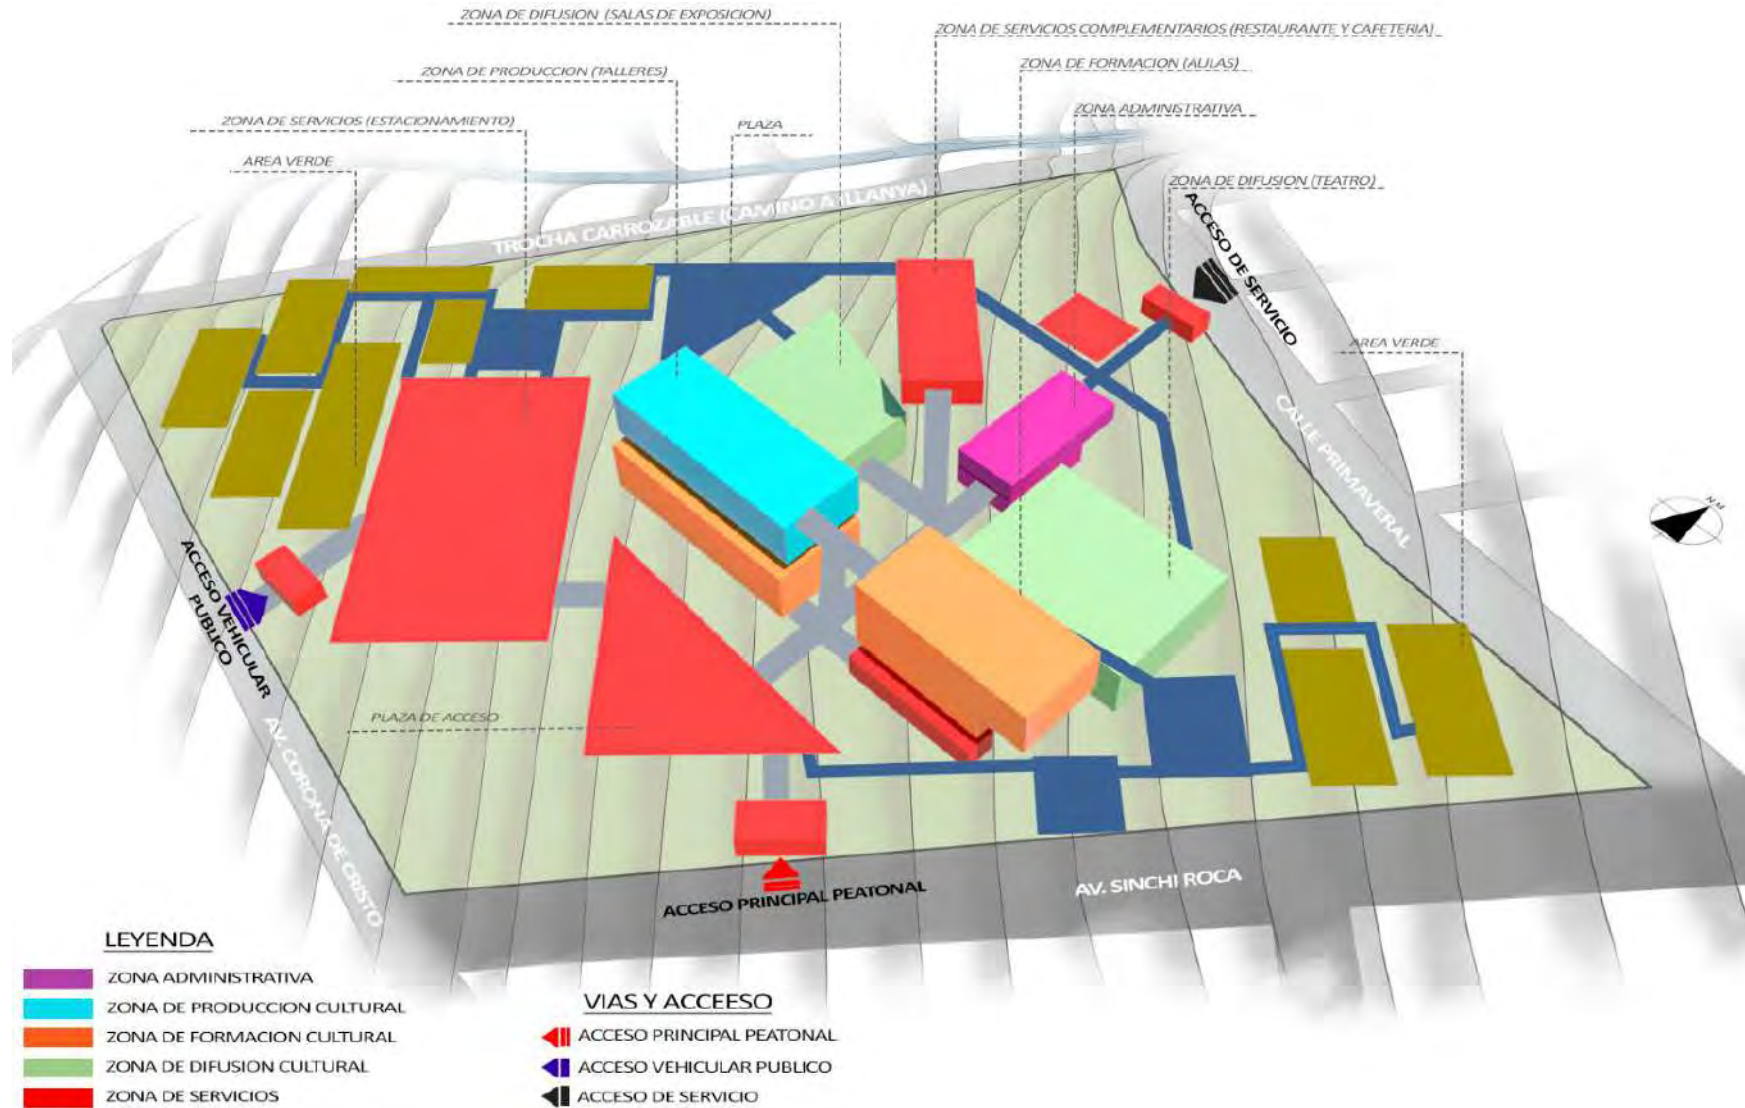 ZONA DE DIFUSION (SALAS DE EXPOSICION)
ZONA DE SERVICIOS COMPLEMENTARIOS (RESTAURANTE Y CAFETERIA)
ZONA DE PRODUCCION (TALLERES)
ZONA DE FORMACION (AULAS)
ZONA DE SERVICIOS (ESTACIONAMIENTO)
PLAZA
ZONA ADMINISTRATIVA
AREA VERDE
ZONA DE DIFUSION (TEATRO)
TROCHA CARROZABLE (CAMINO A ILLANYA)
ACCESO DE SERVICIO
AREA VERDE
CALLE PRIMAVERAL
N.M
ACCESO VEHICULAR
PUBLICO
PLAZA DE ACCESO
AV. CORONA DE CRISTO
ACCESO PRINCIPAL PEATONAL
AV. SINCHI ROCA
LEYENDA
ZONA ADMINISTRATIVA
ZONA DE PRODUCCION CULTURAL
ZONA DE FORMACION CULTURAL
ZONA DE DIFUSION CULTURAL
ZONA DE SERVICIOS
VIAS Y ACCEESO
ACCESO PRINCIPAL PEATONAL
ACCESO VEHICULAR PUBLICO
ACCESO DE SERVICIO